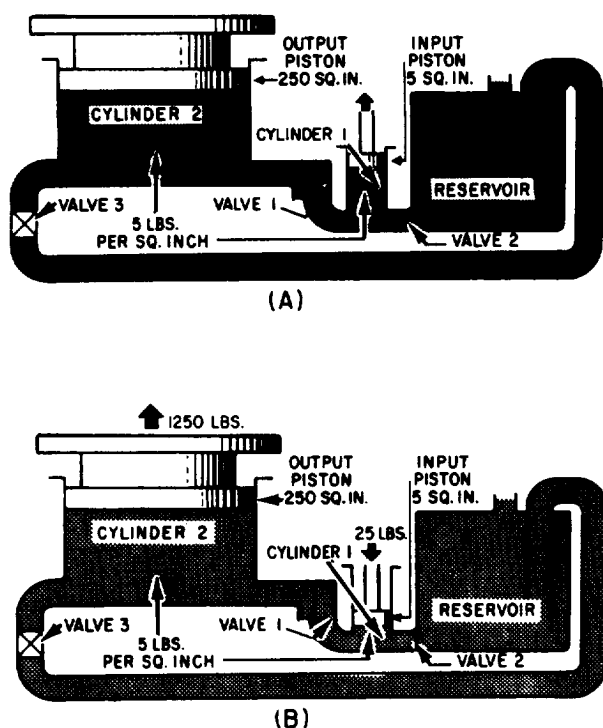 OUTPUT
PISTON
250 SQ. IN.
INPUT
PISTON
5 SQ. IN.
CYLINDER 2
CYLINDER 1
RESERVOIR
VALVE 3
VALVE 1
5 LBS.
PER SQ. INCH
VALVE 2
(A)
1250 LBS.
OUTPUT
PISTON
250 SQ. IN.
INPUT
PISTON
5 SQ. IN.
25 LBS.
CYLINDER 2
CYLINDER 1
RESERVOIR
VALVE 3
VALVE 1
5 LBS.
PER SQ. INCH
VALVE 2
(B)